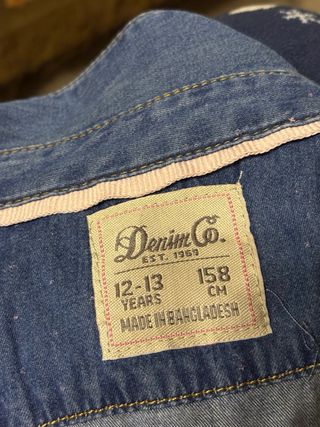 Denim Co.
EST. 1969
12-13 158
YEARS CM
MADE IN BANGLADESH